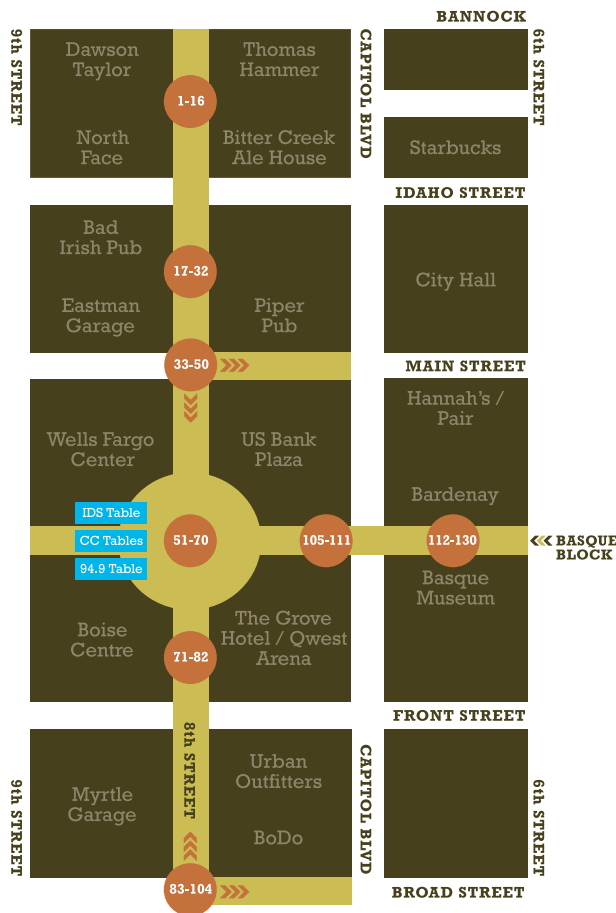 BANNOCK
9th STREET
Dawson
Taylor
Thomas
Hammer
CAPITOL BLVD
6th STREET
1-16
North
Face
Bitter Creek
Ale House
Starbucks
IDAHO STREET
Bad
Irish Pub
17-32
City Hall
Eastman
Garage
Piper
Pub
33-50
MAIN STREET
Hannah's /
Pair
Wells Fargo
Center
US Bank
Plaza
Bardenay
IDS Table
CC Tables
94.9 Table
51-70
105-111
112-130
BASQUE
BLOCK
Basque
Museum
Boise
Centre
The Grove
Hotel / Qwest
Arena
71-82
FRONT STREET
8th STREET
Urban
Outfitters
CAPITOL BLVD
9th STREET
6th STREET
Myrtle
Garage
BoDo
83-104
BROAD STREET